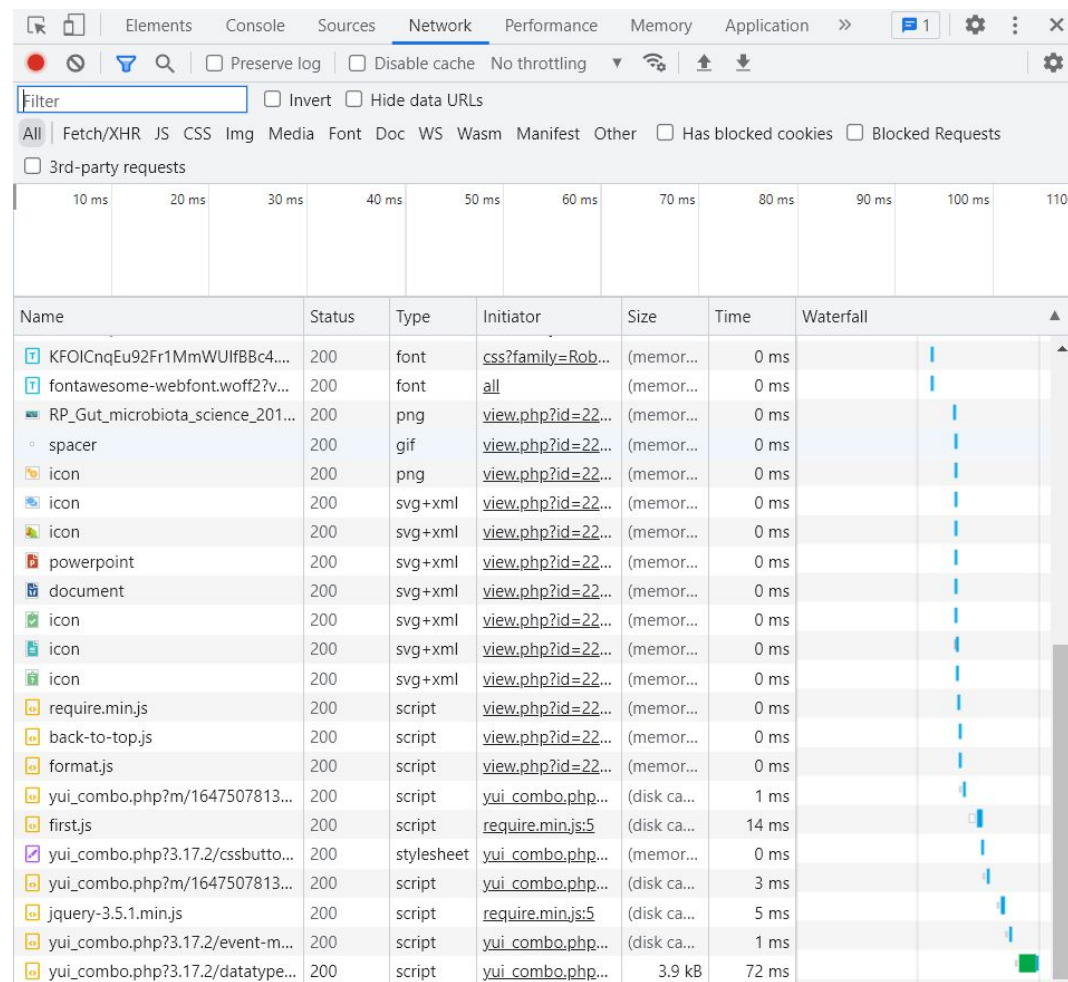 Elements Console Sources Network Performance Memory Application » 1
Preserve log Disable cache No throttling
Filter Invert Hide data URLs
All Fetch/XHR JS CSS Img Media Font Doc WS Wasm Manifest Other Has blocked cookies Blocked Requests
3rd-party requests
10 ms 20 ms 30 ms 40 ms 50 ms 60 ms 70 ms 80 ms 90 ms 100 ms 110
Name Status Type Initiator Size Time Waterfall
KFOlCnqEu92Fr1MmWUlfBBc4.... 200 font css?family=Rob... (memor... 0 ms
fontawesome-webfont.woff2?v... 200 font all (memor... 0 ms
RP_Gut_microbiota_science_201... 200 png view.php?id=22... (memor... 0 ms
spacer 200 gif view.php?id=22... (memor... 0 ms
icon 200 png view.php?id=22... (memor... 0 ms
icon 200 svg+xml view.php?id=22... (memor... 0 ms
icon 200 svg+xml view.php?id=22... (memor... 0 ms
powerpoint 200 svg+xml view.php?id=22... (memor... 0 ms
document 200 svg+xml view.php?id=22... (memor... 0 ms
icon 200 svg+xml view.php?id=22... (memor... 0 ms
icon 200 svg+xml view.php?id=22... (memor... 0 ms
icon 200 svg+xml view.php?id=22... (memor... 0 ms
require.min.js 200 script view.php?id=22... (memor... 0 ms
back-to-top.js 200 script view.php?id=22... (memor... 0 ms
format.js 200 script view.php?id=22... (memor... 0 ms
yui_combo.php?m/1647507813... 200 script yui_combo.php... (disk ca... 1 ms
first.js 200 script require.min.js:5 (disk ca... 14 ms
yui_combo.php?3.17.2/cssbutto... 200 stylesheet yui_combo.php... (memor... 0 ms
yui_combo.php?m/1647507813... 200 script yui_combo.php... (disk ca... 3 ms
jquery-3.5.1.min.js 200 script require.min.js:5 (disk ca... 5 ms
yui_combo.php?3.17.2/event-m... 200 script yui_combo.php... (disk ca... 1 ms
yui_combo.php?3.17.2/datatype... 200 script yui_combo.php... 3.9 kB 72 ms